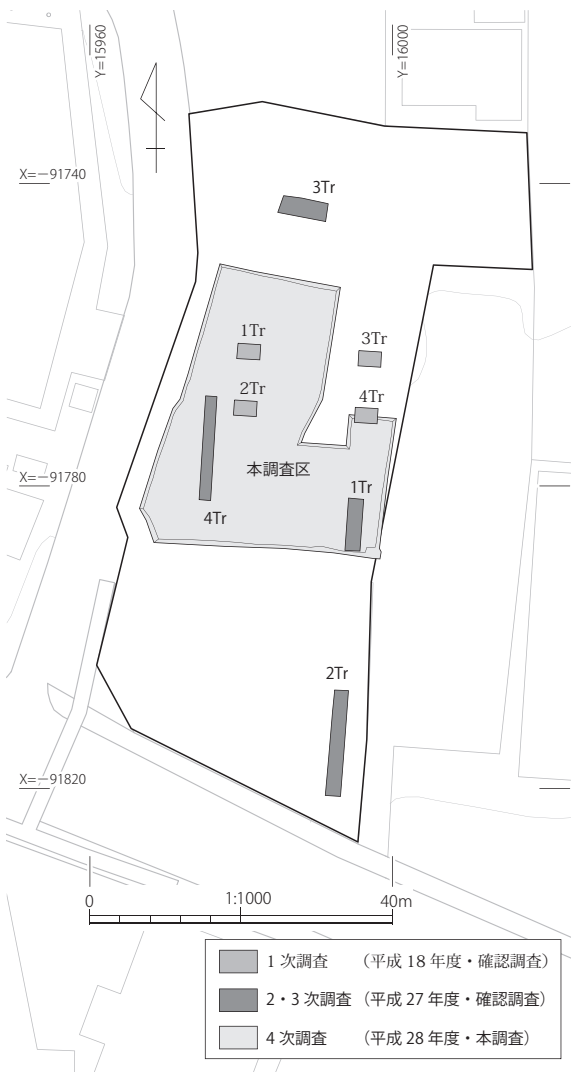 Y=15960
Y=16000
X=－91740
3Tr
1Tr
3Tr
2Tr
4Tr
本調査区
X=－91780
1Tr
4Tr
2Tr
X=－91820
0
1:1000
40m
1 次調査 （平成 18 年度・確認調査）
2・3 次調査（平成 27 年度・確認調査）
4 次調査 （平成 28 年度・本調査）